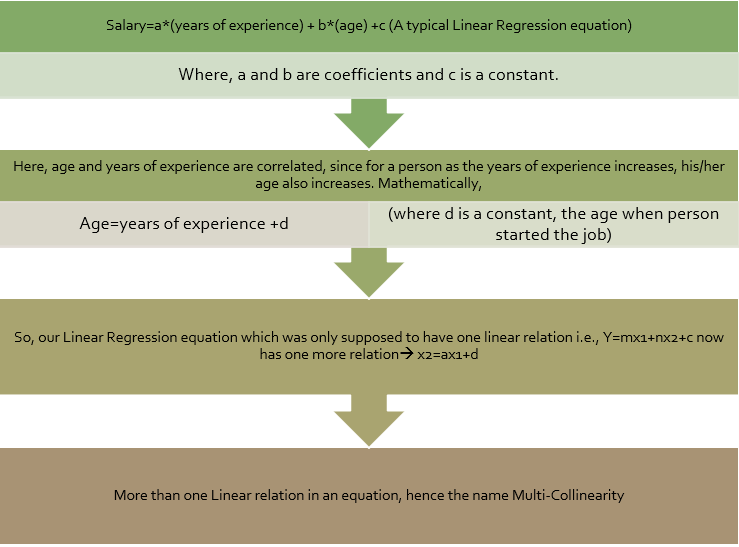 Salary=a*(years of experience) + b*(age) +c (A typical Linear Regression equation)
Where, a and b are coefficients and c is a constant.
Here, age and years of experience are correlated, since for a person as the years of experience increases, his/her
age also increases. Mathematically,
Age=years of experience +d
(where d is a constant, the age when person
started the job)
So, our Linear Regression equation which was only supposed to have one linear relation i.e., Y=mx1+nx2+c now
has one more relation→ x2=ax1+d
More than one Linear relation in an equation, hence the name Multi-Collinearity